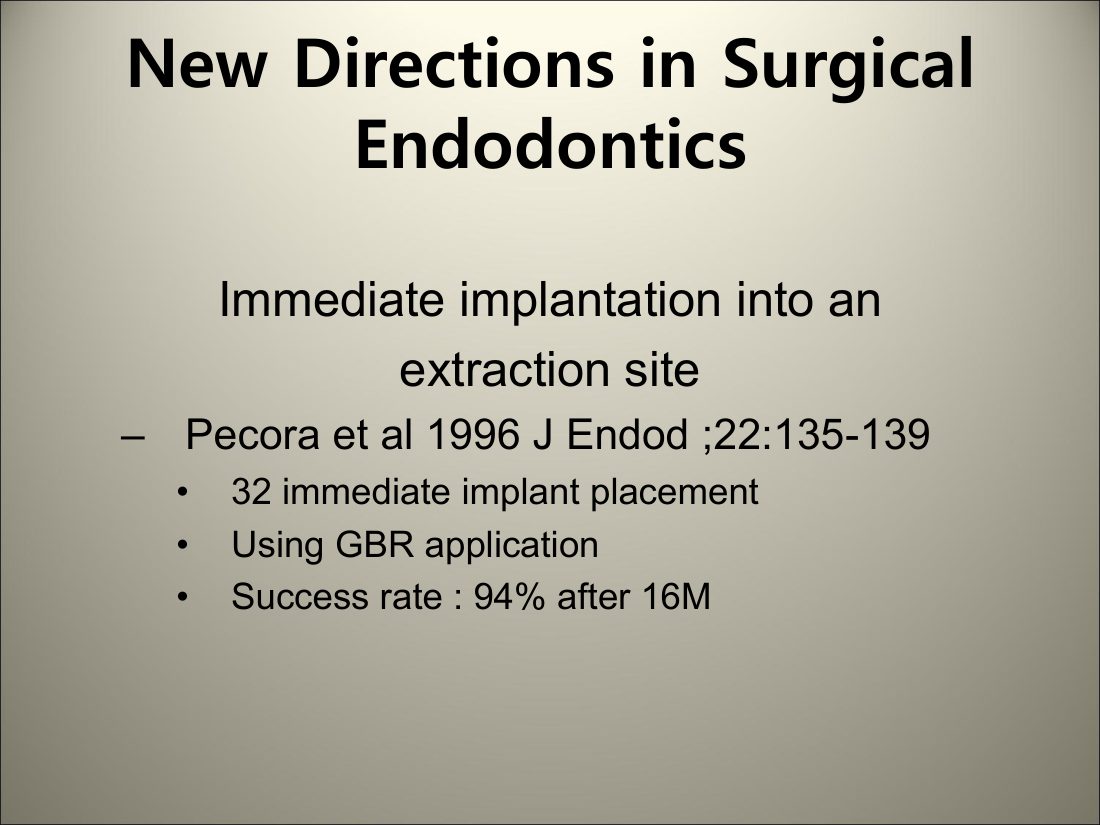 New Directions in Surgical
Endodontics
Immediate implantation into an
extraction site
– Pecora et al 1996 J Endod ;22:135-139
• 32 immediate implant placement
• Using GBR application
• Success rate : 94% after 16M